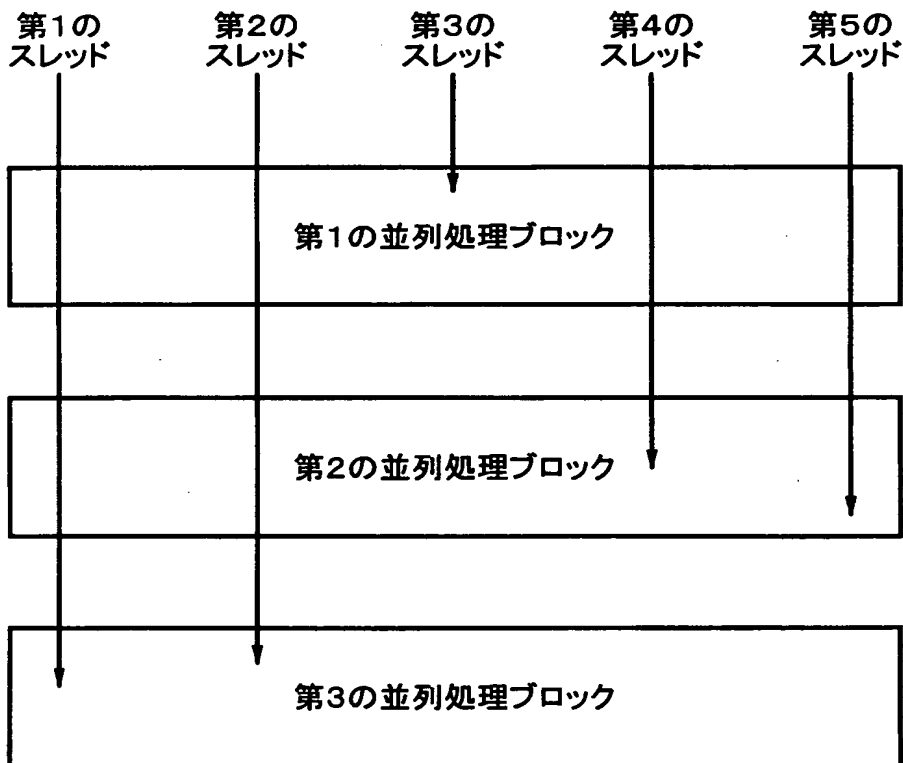 第1の
スレッド
第2の
スレッド
第3の
スレッド
第4の
スレッド
第5の
スレッド
第1の並列処理ブロック
第2の並列処理ブロック
第3の並列処理ブロック